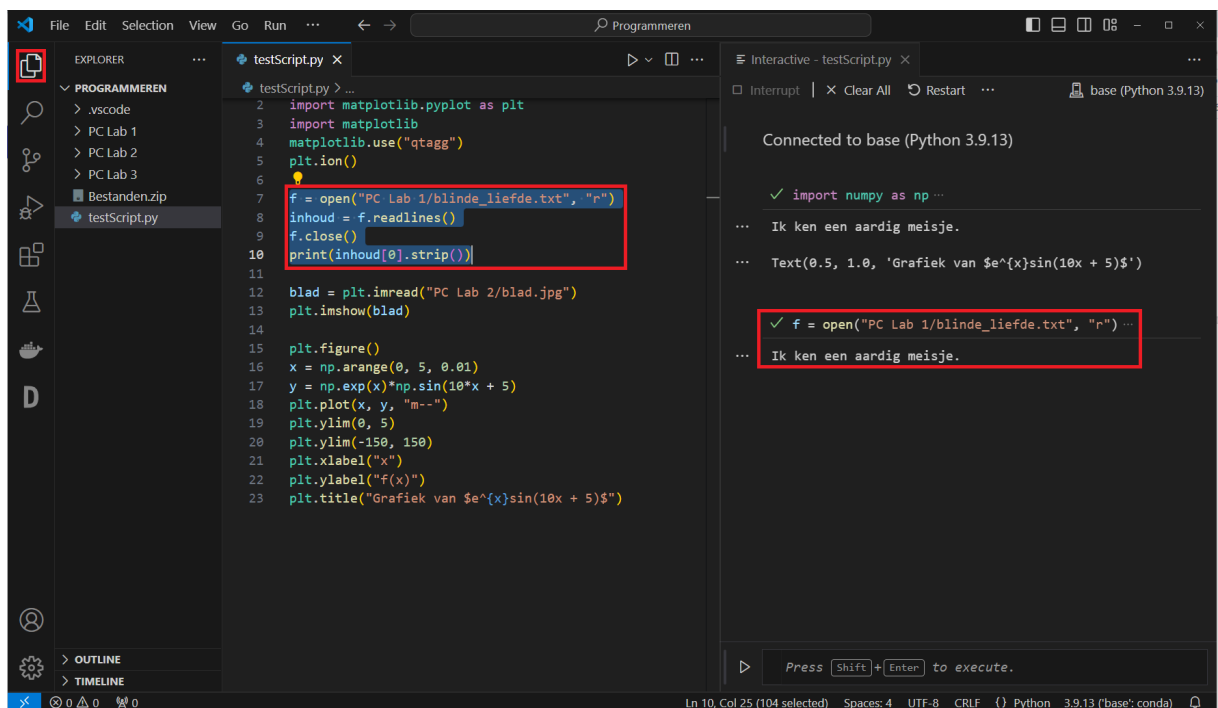 File Edit Selection View Go Run ··· Programmeren
EXPLORER ···
PROGRAMMEREN
.vscode
PC Lab 1
PC Lab 2
PC Lab 3
Bestanden.zip
testScript.py
OUTLINE
TIMELINE
testScript.py
testScript.py > ...
2 import matplotlib.pyplot as plt
3 import matplotlib
4 matplotlib.use("qtagg")
5 plt.ion()
6
7 f = open("PC Lab 1/blinde_liefde.txt", "r")
8 inhoud = f.readlines()
9 f.close()
10 print(inhoud[0].strip())
11
12 blad = plt.imread("PC Lab 2/blad.jpg")
13 plt.imshow(blad)
14
15 plt.figure()
16 x = np.arange(0, 5, 0.01)
17 y = np.exp(x)*np.sin(10*x + 5)
18 plt.plot(x, y, "m--")
19 plt.ylim(0, 5)
20 plt.ylim(-150, 150)
21 plt.xlabel("x")
22 plt.ylabel("f(x)")
23 plt.title("Grafiek van $e^{x}sin(10x + 5)$")
Interactive - testScript.py
Interrupt | Clear All Restart ··· base (Python 3.9.13)
Connected to base (Python 3.9.13)
import numpy as np ···
Ik ken een aardig meisje.
Text(0.5, 1.0, 'Grafiek van $e^{x}sin(10x + 5)$')
f = open("PC Lab 1/blinde_liefde.txt", "r") ···
Ik ken een aardig meisje.
Press Shift + Enter to execute.
0 0 0 Ln 10, Col 25 (104 selected) Spaces: 4 UTF-8 CRLF {} Python 3.9.13 ('base': conda)